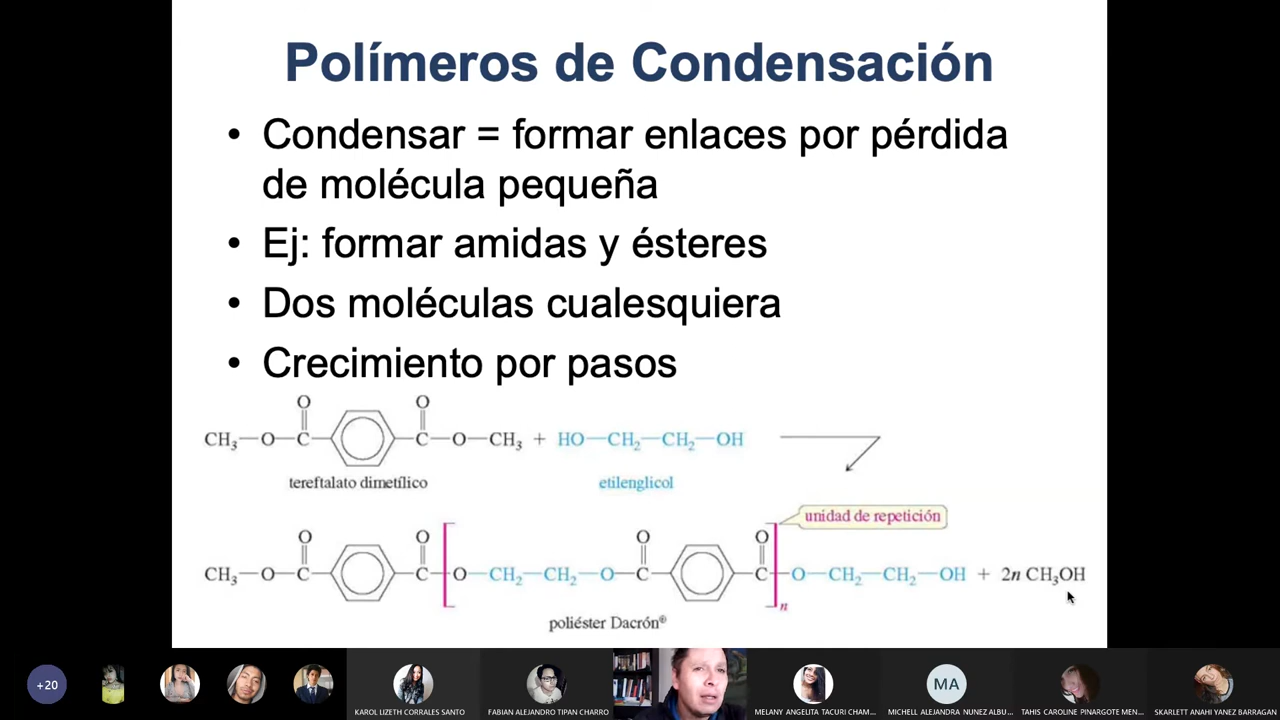 Polímeros de Condensación
• Condensar = formar enlaces por pérdida
de molécula pequeña
• Ej: formar amidas y ésteres
• Dos moléculas cualesquiera
• Crecimiento por pasos
O O
CH₃—O—C—C—O—CH₃ + HO—CH₂—CH₂—OH
tereftalato dimetílico etilenglicol
unidad de repetición
O O O O
CH₃—O—C—C—[O—CH₂—CH₂—O—C—C]n—O—CH₂—CH₂—OH + 2n CH₃OH
poliéster Dacrón®
+20
MA
KAROL LIZETH CORRALES SANTO
FABIAN ALEJANDRO TIPAN CHARRO
MELANY ANGELITA TACURI CHAM...
MICHELL ALEJANDRA NUNEZ ALBU...
TAHIS CAROLINE PINARGOTE MEN...
SKARLETT ANAHI YANEZ BARRAGAN